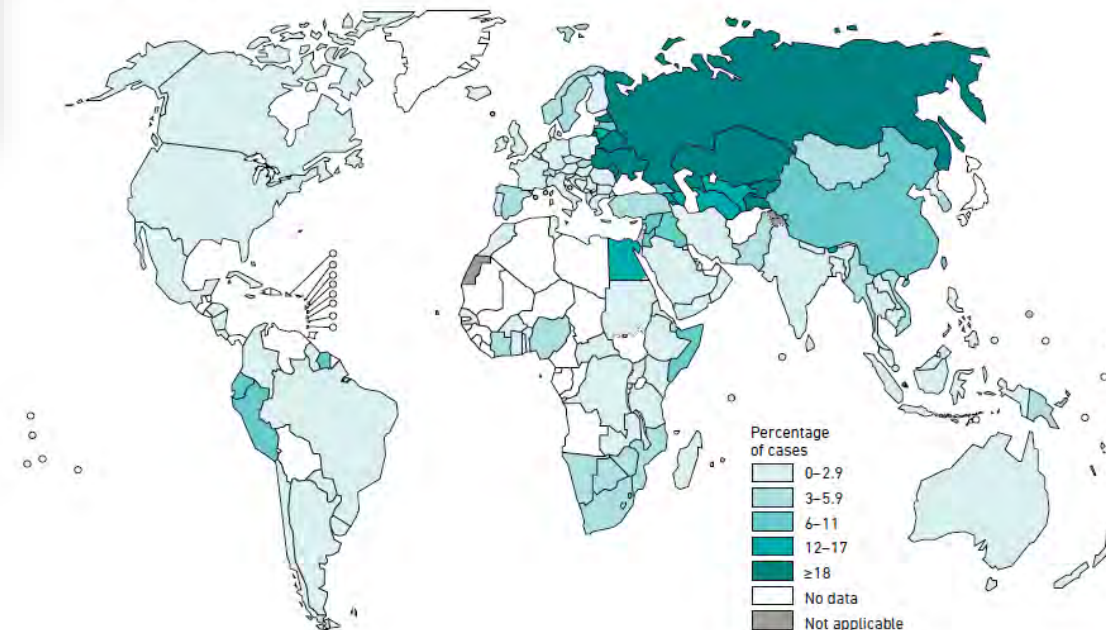 Percentage
of cases
0–2.9
3–5.9
6–11
12–17
≥18
No data
Not applicable